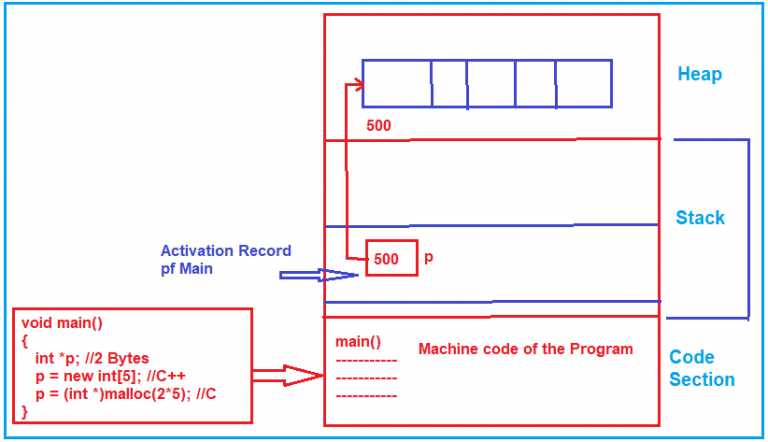 Heap
500
Stack
Activation Record
pf Main
500
p
void main()
{
int *p; //2 Bytes
p = new int[5]; //C++
p = (int *)malloc(2*5); //C
}
main()
-----------
-----------
-----------
Machine code of the Program
Code
Section